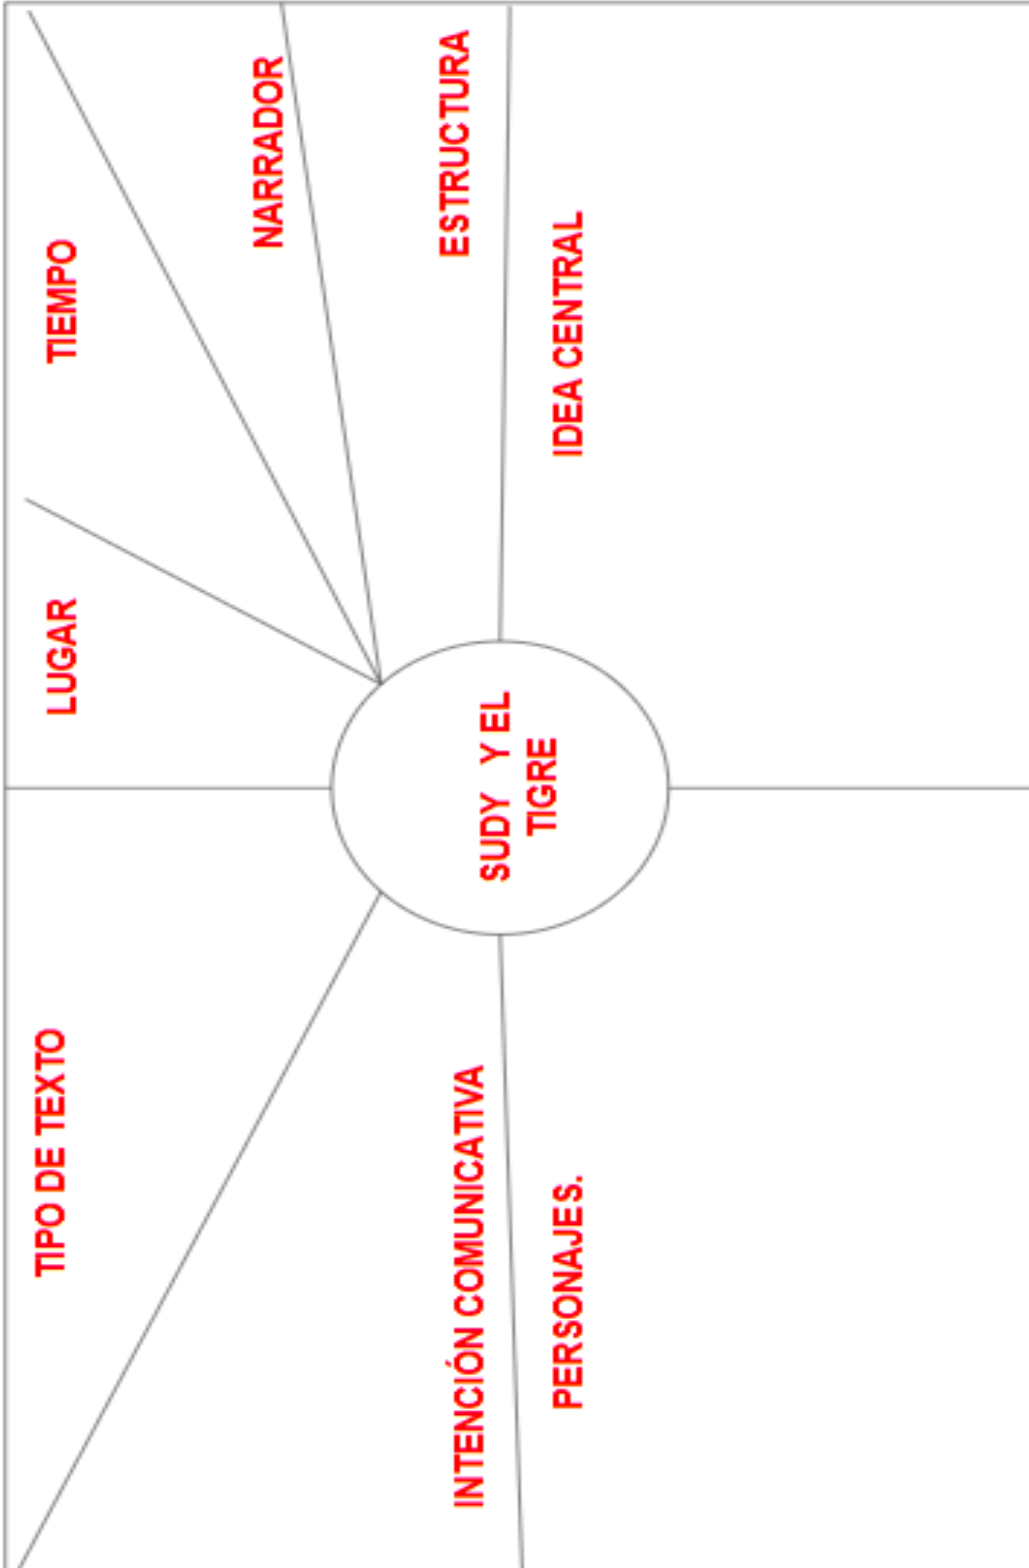 TIPO DE TEXTO
LUGAR
TIEMPO
NARRADOR
ESTRUCTURA
INTENCIÓN COMUNICATIVA
SUDY Y EL
TIGRE
PERSONAJES.
IDEA CENTRAL